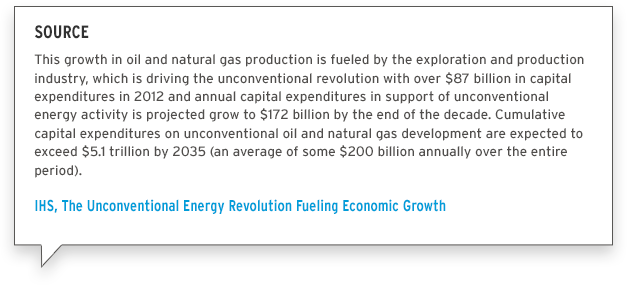 SOURCE
This growth in oil and natural gas production is fueled by the exploration and production
industry, which is driving the unconventional revolution with over $87 billion in capital
expenditures in 2012 and annual capital expenditures in support of unconventional
energy activity is projected grow to $172 billion by the end of the decade. Cumulative
capital expenditures on unconventional oil and natural gas development are expected to
exceed $5.1 trillion by 2035 (an average of some $200 billion annually over the entire
period).
IHS, The Unconventional Energy Revolution Fueling Economic Growth